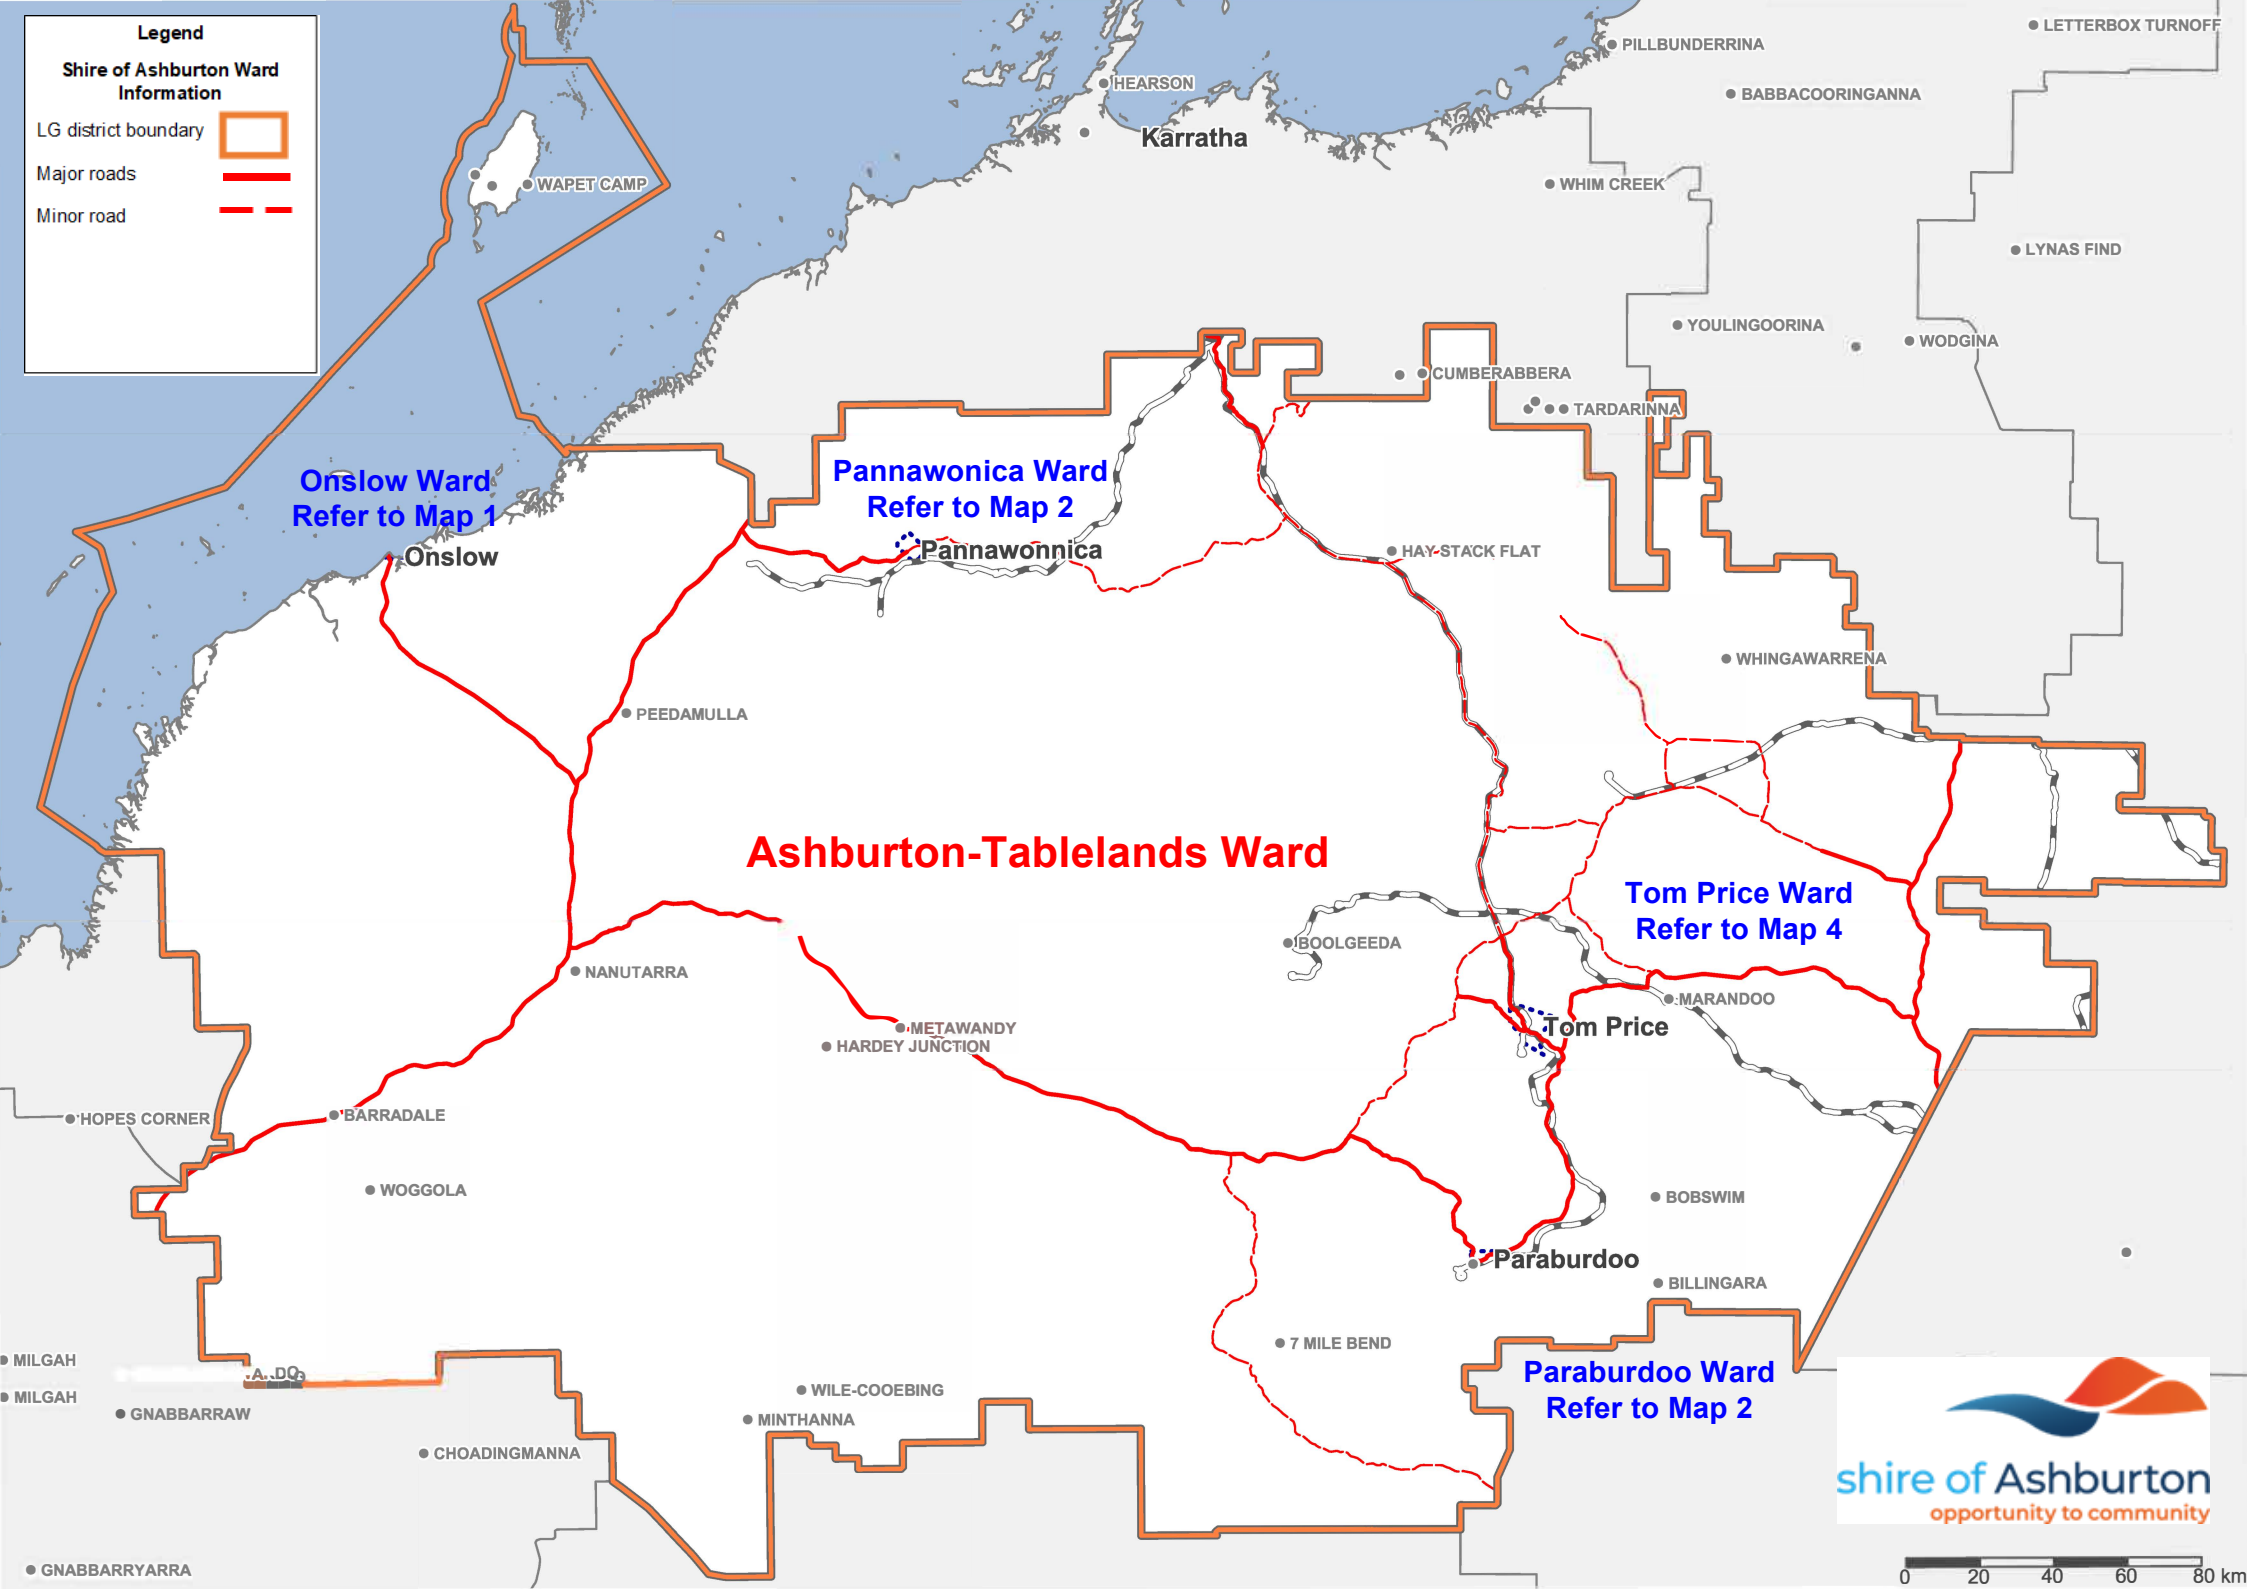 Legend
Shire of Ashburton Ward
Information
LG district boundary
Major roads
Minor road
LETTERBOX TURNOFF
PILLBUNDERRINA
HEARSON
BABBACOORINGANNA
Karratha
WAPET CAMP
WHIM CREEK
LYNAS FIND
YOULINGOORINA
WODGINA
CUMBERABBERA
TARDARINNA
Onslow Ward
Refer to Map 1
Pannawonica Ward
Refer to Map 2
Onslow
Pannawonnica
HAY STACK FLAT
WHINGAWARRENA
PEEDAMULLA
Ashburton-Tablelands Ward
Tom Price Ward
Refer to Map 4
BOOLGEEDA
NANUTARRA
MARANDOO
METAWANDY
Tom Price
HARDEY JUNCTION
HOPES CORNER
BARRADALE
WOGGOLA
BOBSWIM
Paraburdoo
BILLINGARA
7 MILE BEND
MILGAH
Paraburdoo Ward
Refer to Map 2
WILE-COOEBING
MILGAH
GNABBARRAW
MINTHANNA
CHOADINGMANNA
shire of Ashburton
opportunity to community
GNABBARRYARRA
0 20 40 60 80 km